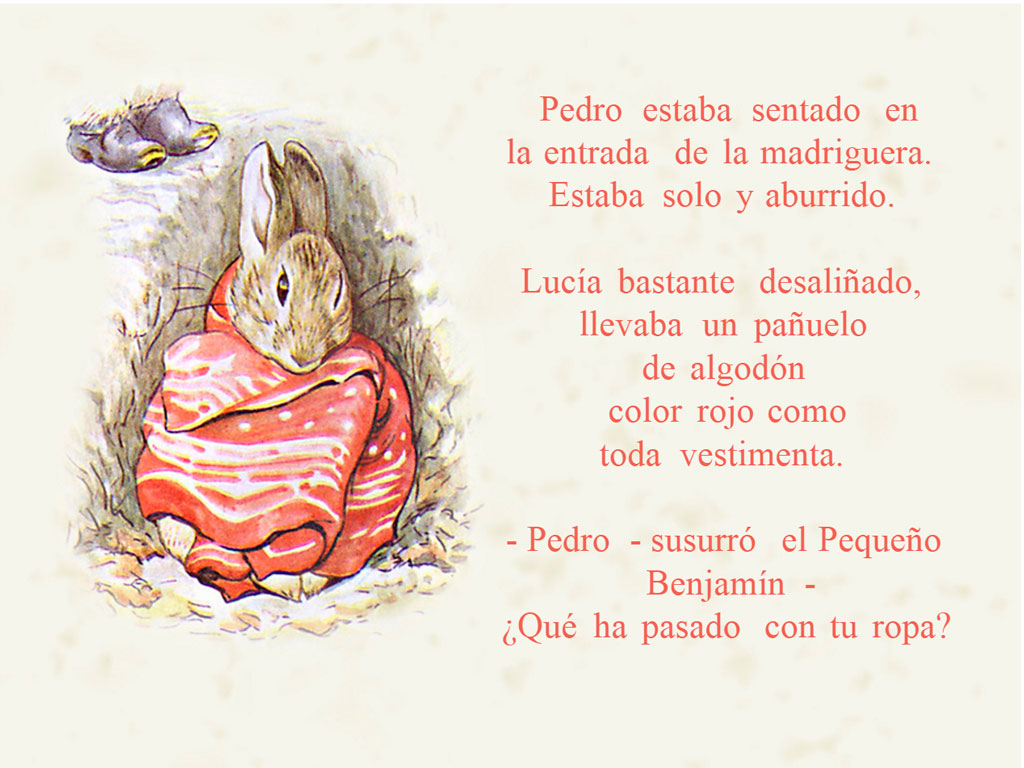 Pedro estaba sentado en
la entrada de la madriguera.
Estaba solo y aburrido.
Lucía bastante desaliñado,
llevaba un pañuelo
de algodón
color rojo como
toda vestimenta.
- Pedro - susurró el Pequeño
Benjamín -
¿Qué ha pasado con tu ropa?